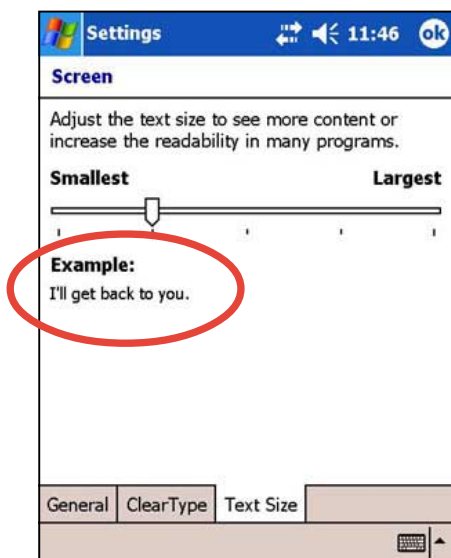 Settings 11:46 ok
Screen
Adjust the text size to see more content or
increase the readability in many programs.
Smallest Largest
Example:
I'll get back to you.
General ClearType Text Size